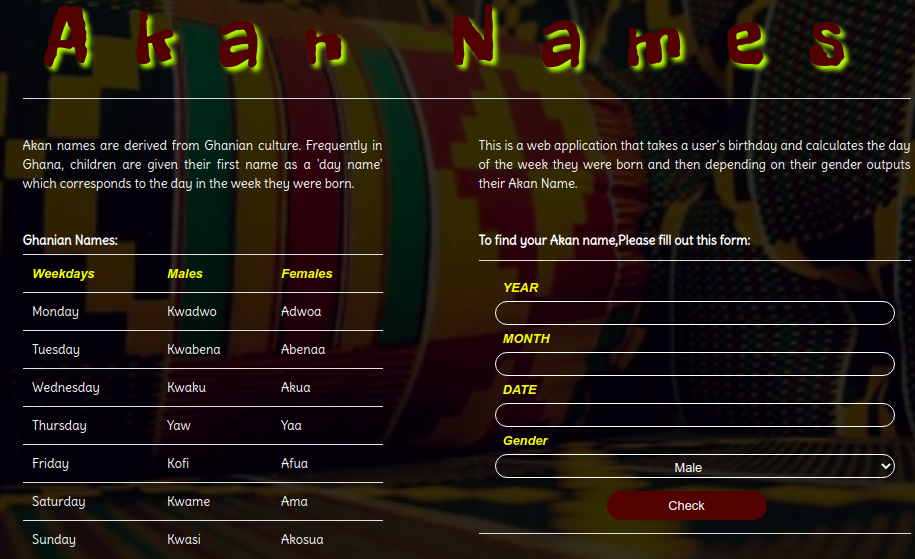 Akan Names
Akan names are derived from Ghanian culture. Frequently in
Ghana, children are given their first name as a 'day name'
which corresponds to the day in the week they were born.
Ghanian Names:
Weekdays Males Females
Monday Kwadwo Adwoa
Tuesday Kwabena Abenaa
Wednesday Kwaku Akua
Thursday Yaw Yaa
Friday Kofi Afua
Saturday Kwame Ama
Sunday Kwasi Akosua
This is a web application that takes a user's birthday and calculates the day
of the week they were born and then depending on their gender outputs
their Akan Name.
To find your Akan name,Please fill out this form:
YEAR
MONTH
DATE
Gender
Male
Check